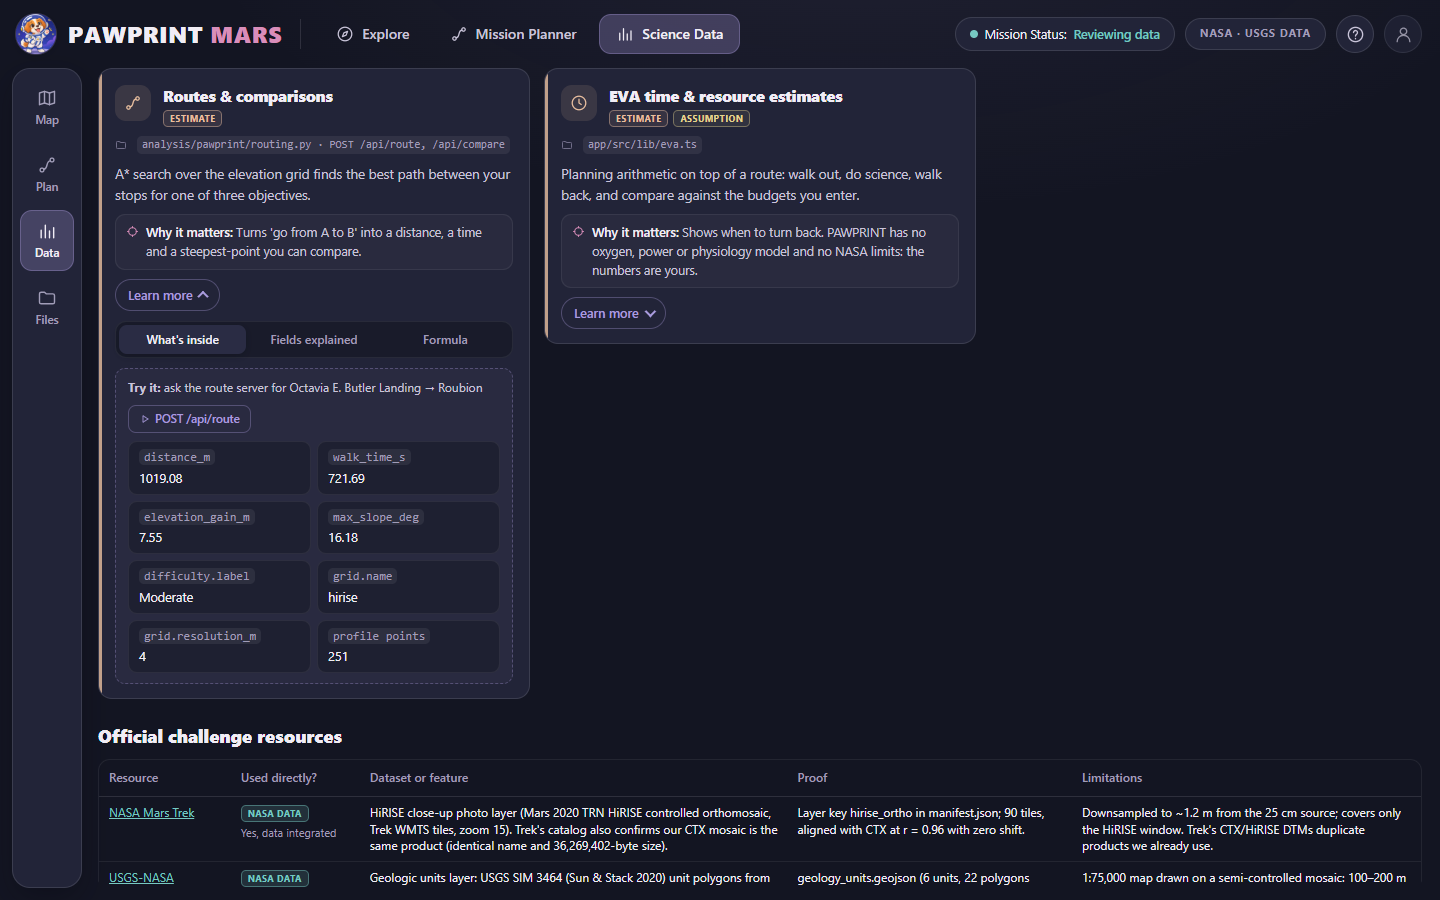 PAWPRINT MARS
Explore
Mission Planner
Science Data
Mission Status: Reviewing data
NASA · USGS DATA
Map
Plan
Data
Files
Routes & comparisons
ESTIMATE
analysis/pawprint/routing.py · POST /api/route, /api/compare
A* search over the elevation grid finds the best path between your
stops for one of three objectives.
Why it matters: Turns 'go from A to B' into a distance, a time
and a steepest-point you can compare.
Learn more
What's inside
Fields explained
Formula
Try it: ask the route server for Octavia E. Butler Landing → Roubion
POST /api/route
distance_m
1019.08
walk_time_s
721.69
elevation_gain_m
7.55
max_slope_deg
16.18
difficulty.label
Moderate
grid.name
hirise
grid.resolution_m
4
profile points
251
EVA time & resource estimates
ESTIMATE
ASSUMPTION
app/src/lib/eva.ts
Planning arithmetic on top of a route: walk out, do science, walk
back, and compare against the budgets you enter.
Why it matters: Shows when to turn back. PAWPRINT has no
oxygen, power or physiology model and no NASA limits: the
numbers are yours.
Learn more
Official challenge resources
Resource
Used directly?
Dataset or feature
Proof
Limitations
NASA Mars Trek
NASA DATA
Yes, data integrated
HiRISE close-up photo layer (Mars 2020 TRN HiRISE controlled orthomosaic,
Trek WMTS tiles, zoom 15). Trek's catalog also confirms our CTX mosaic is the
same product (identical name and 36,269,402-byte size).
Layer key hirise_ortho in manifest.json; 90 tiles,
aligned with CTX at r = 0.96 with zero shift.
Downsampled to ~1.2 m from the 25 cm source; covers only
the HiRISE window. Trek's CTX/HiRISE DTMs duplicate
products we already use.
USGS-NASA
NASA DATA
Geologic units layer: USGS SIM 3464 (Sun & Stack 2020) unit polygons from
geology_units.geojson (6 units, 22 polygons
1:75,000 map drawn on a semi-controlled mosaic: 100–200 m